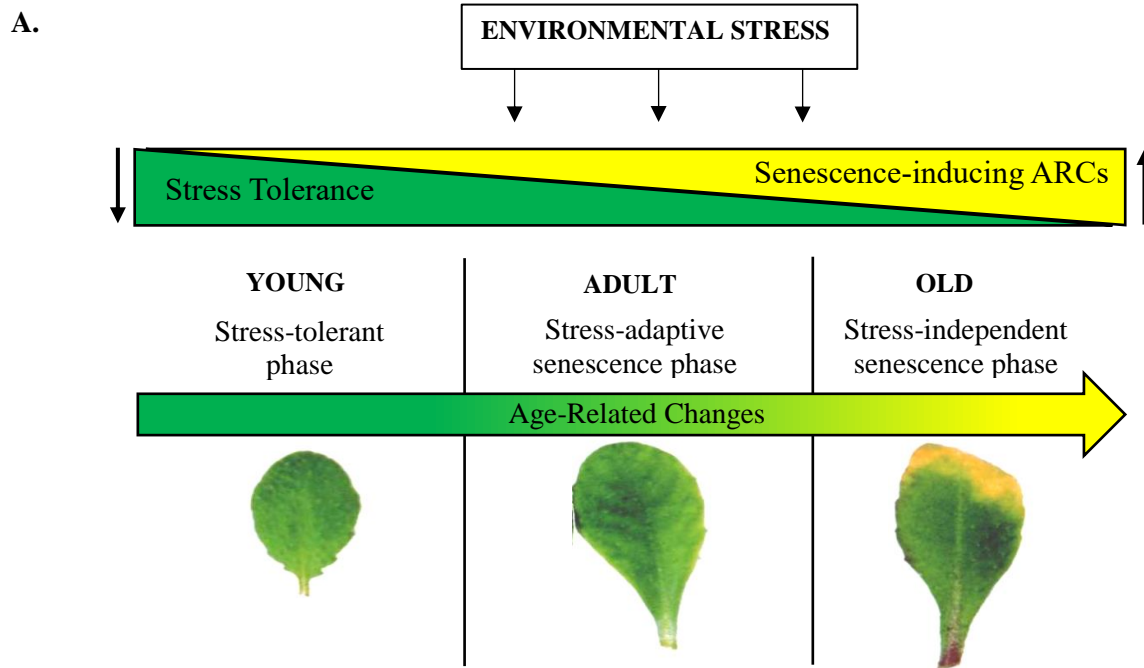 A.
ENVIRONMENTAL STRESS
Stress Tolerance
Senescence-inducing ARCs
YOUNG
Stress-tolerant
phase
ADULT
Stress-adaptive
senescence phase
OLD
Stress-independent
senescence phase
Age-Related Changes